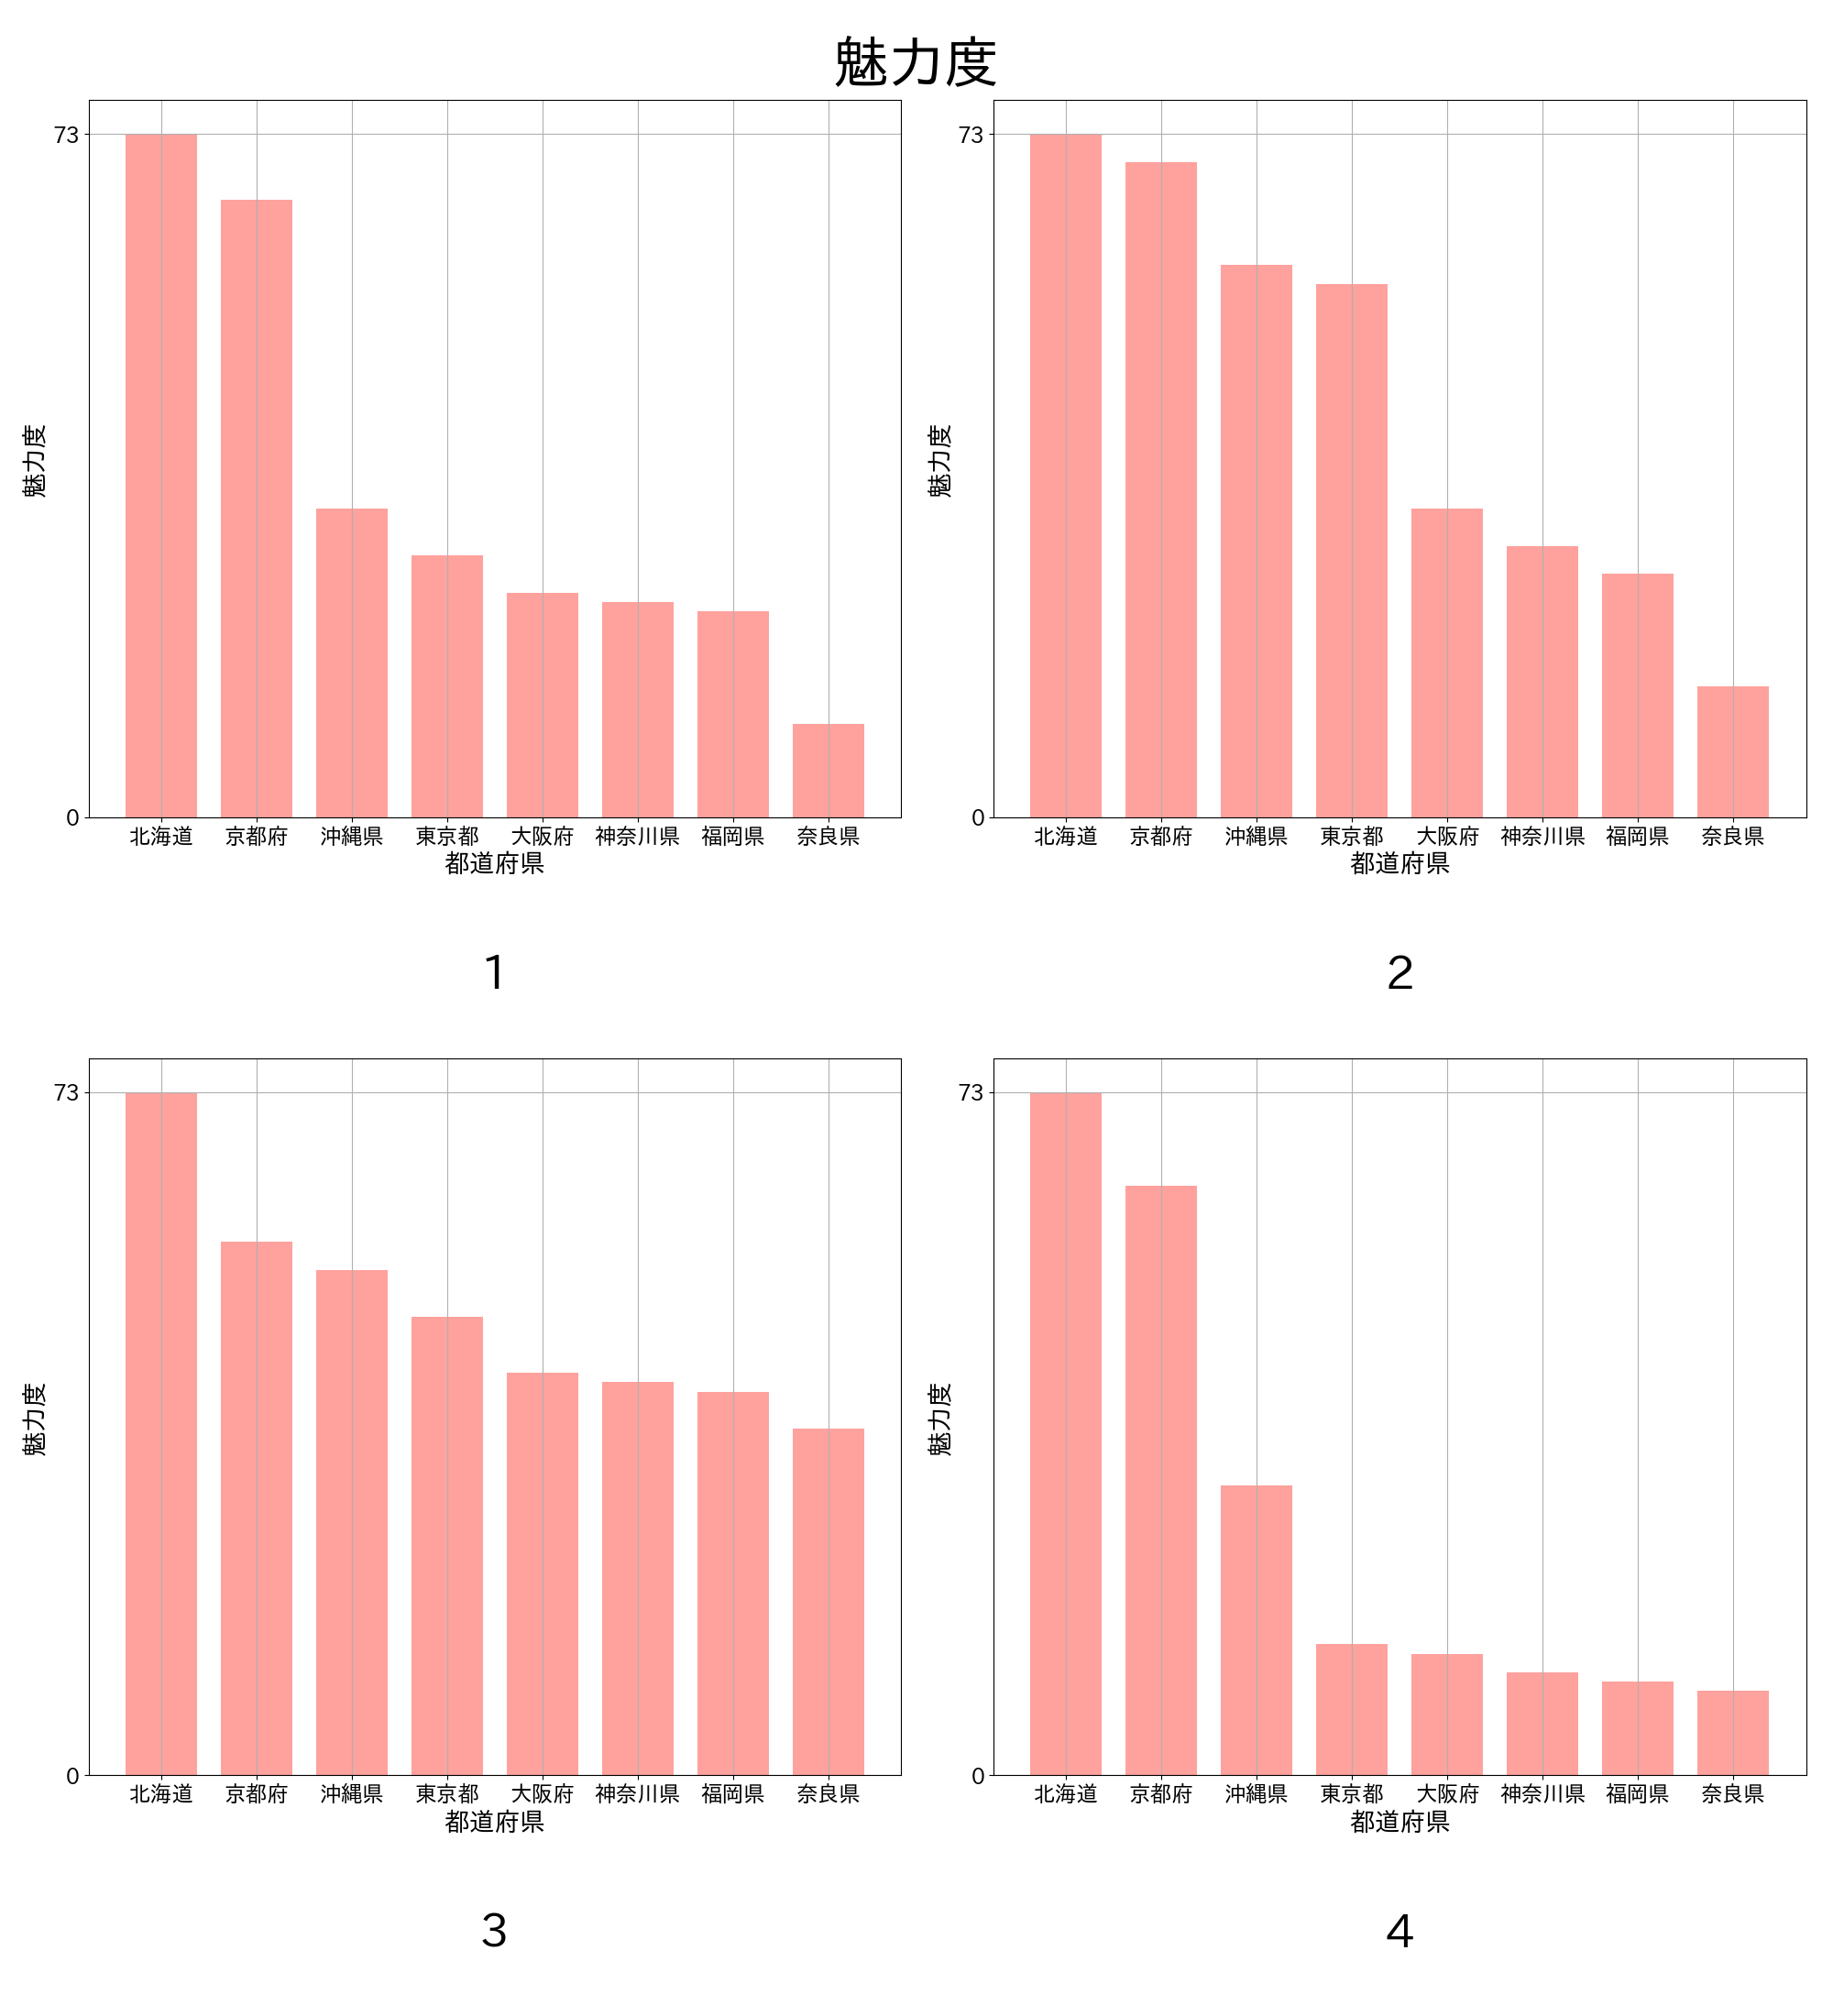 魅力度
73
魅力度
0
北海道 京都府 沖縄県 東京都 大阪府 神奈川県 福岡県 奈良県
都道府県
1
73
魅力度
0
北海道 京都府 沖縄県 東京都 大阪府 神奈川県 福岡県 奈良県
都道府県
2
73
魅力度
0
北海道 京都府 沖縄県 東京都 大阪府 神奈川県 福岡県 奈良県
都道府県
3
73
魅力度
0
北海道 京都府 沖縄県 東京都 大阪府 神奈川県 福岡県 奈良県
都道府県
4